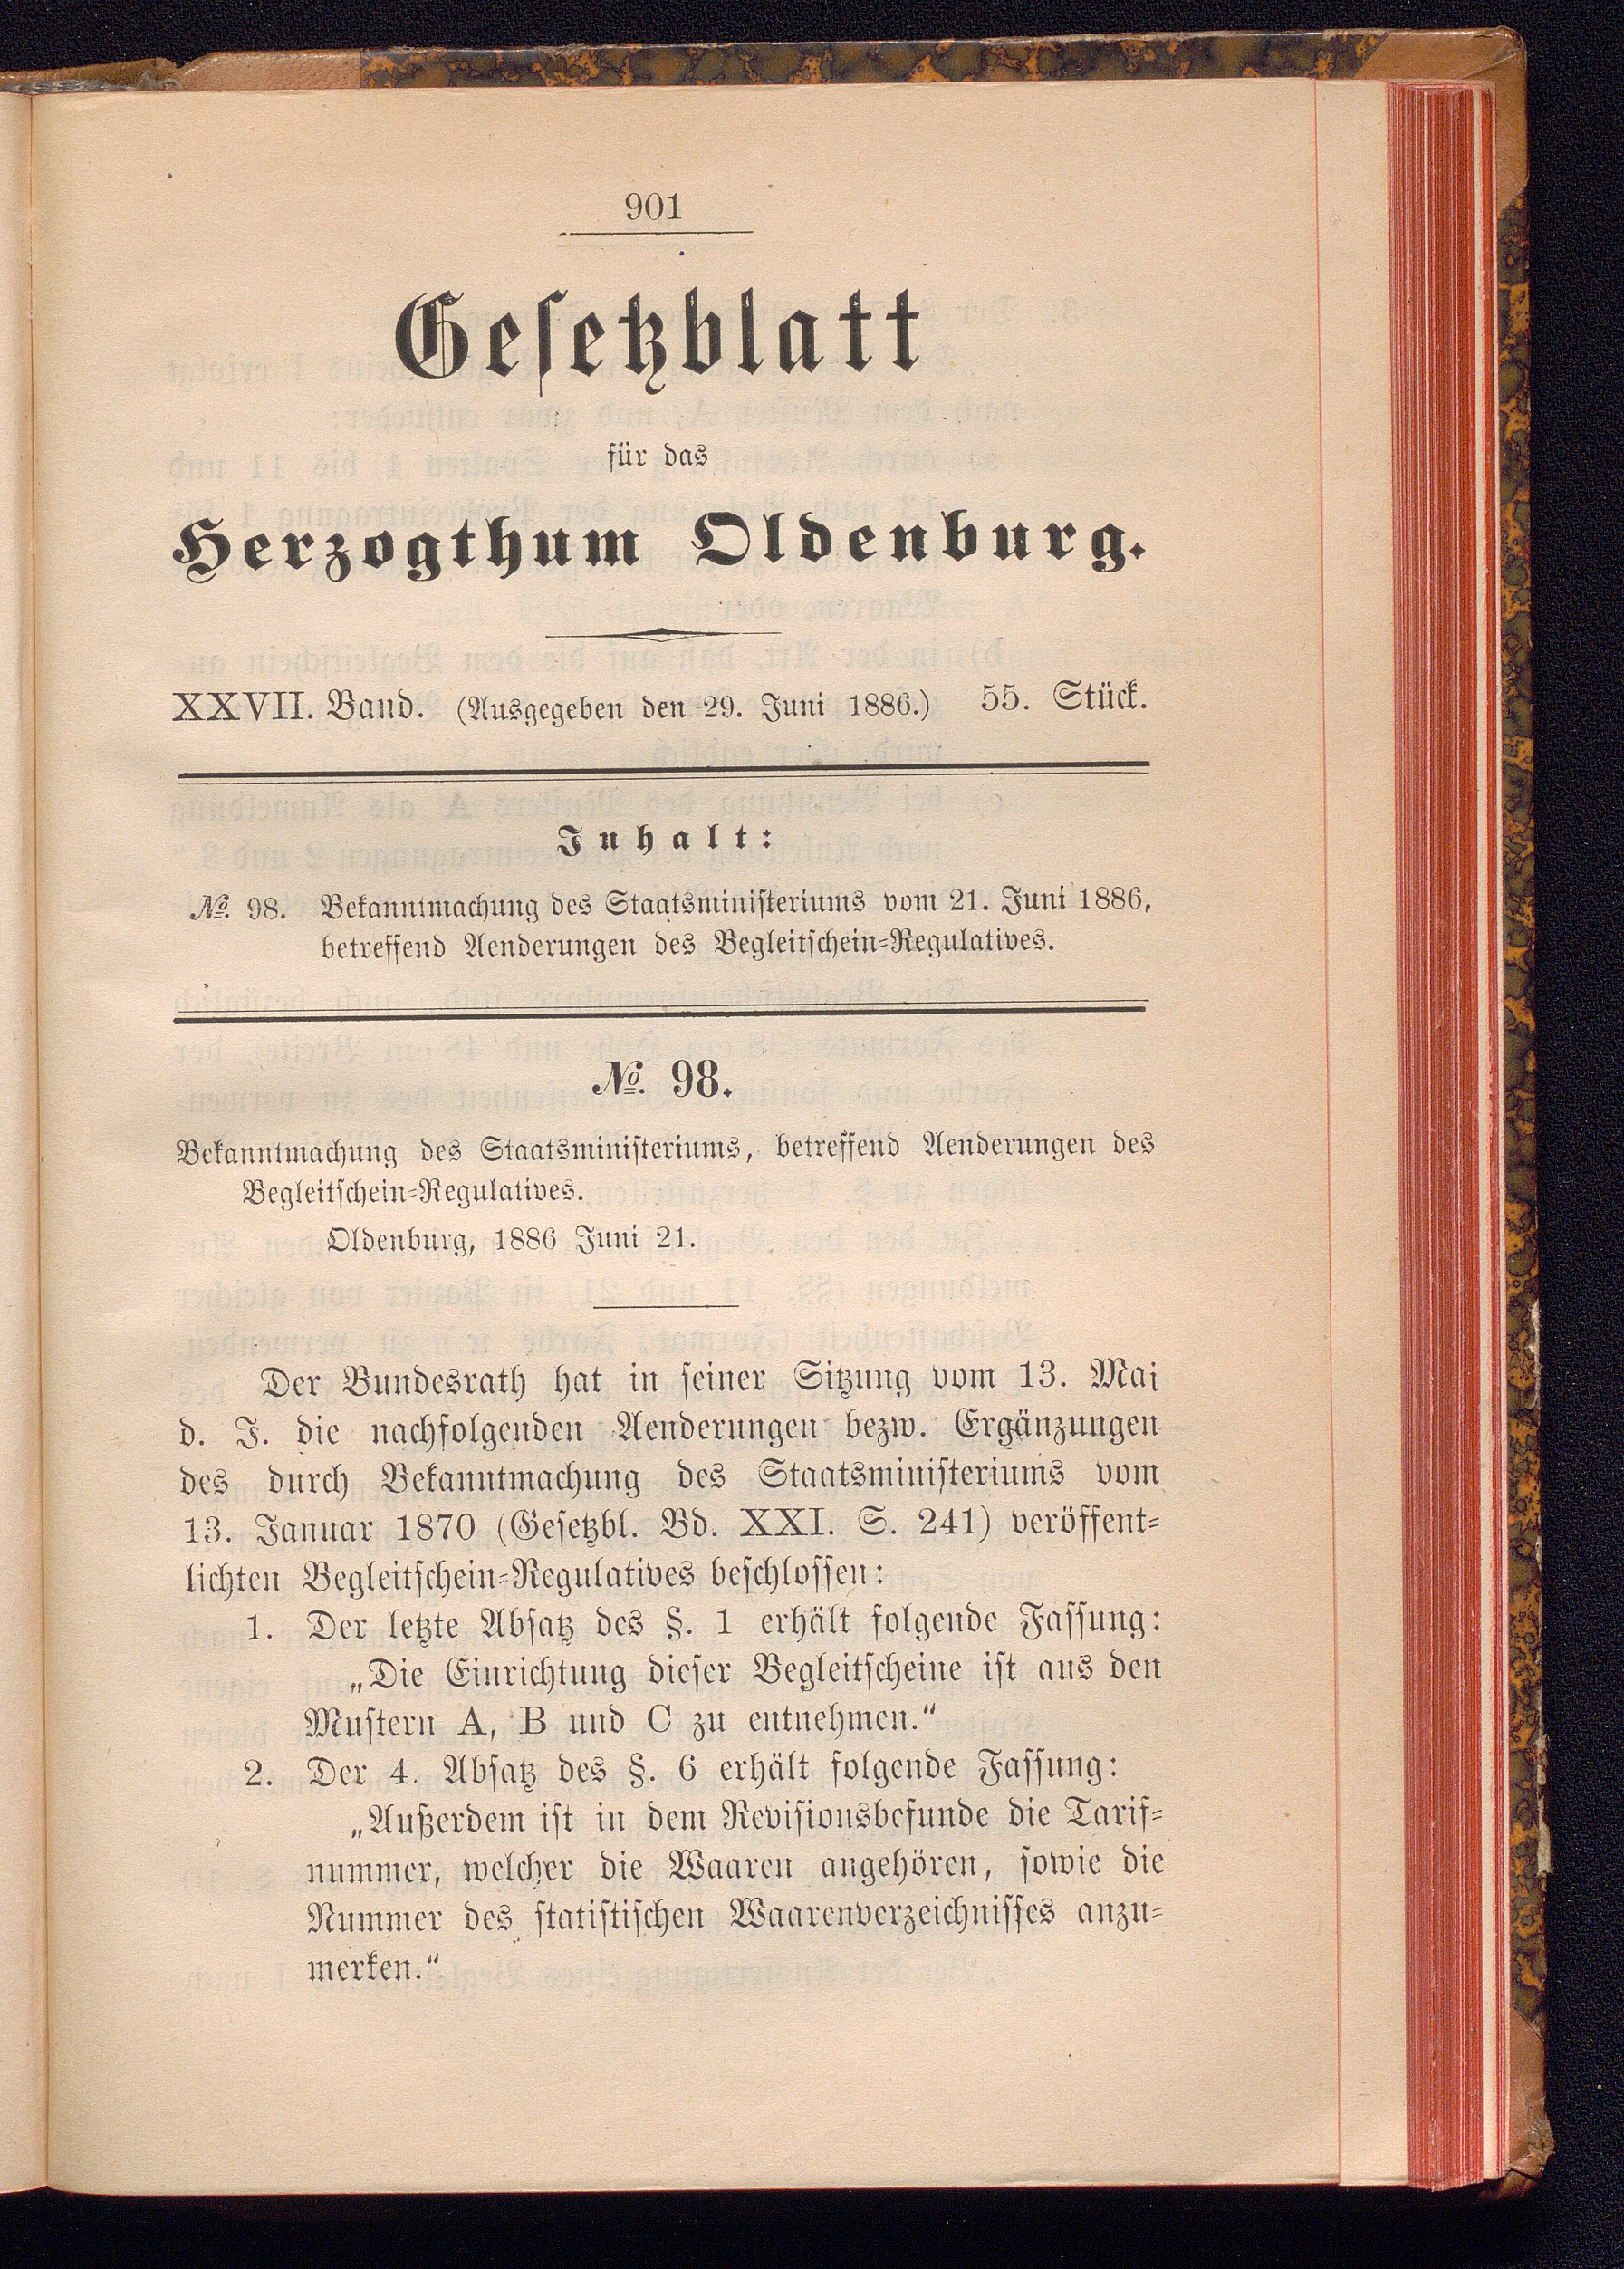 901
Gesetzblatt
für das
Herzogthum Oldenburg.
XXVII. Band. (Ausgegeben den 29. Juni 1886.) 55. Stück.
Inhalt:
№. 98. Bekanntmachung des Staatsministeriums vom 21. Juni 1886,
betreffend Aenderungen des Begleitschein-Regulatives.
№. 98.
Bekanntmachung des Staatsministeriums, betreffend Aenderungen des
Begleitschein-Regulatives.
Oldenburg, 1886 Juni 21.
Der Bundesrath hat in seiner Sitzung vom 13. Mai
d. J. die nachfolgenden Aenderungen bezw. Ergänzungen
des durch Bekanntmachung des Staatsministeriums vom
13. Januar 1870 (Gesetzbl. Bd. XXI. S. 241) veröffent-
lichten Begleitschein-Regulatives beschlossen:
1. Der letzte Absatz des §. 1 erhält folgende Fassung:
„Die Einrichtung dieser Begleitscheine ist aus den
Mustern A, B und C zu entnehmen.“
2. Der 4. Absatz des §. 6 erhält folgende Fassung:
„Außerdem ist in dem Revisionsbefunde die Tarif-
nummer, welcher die Waaren angehören, sowie die
Nummer des statistischen Waarenverzeichnisses anzu-
merken.“